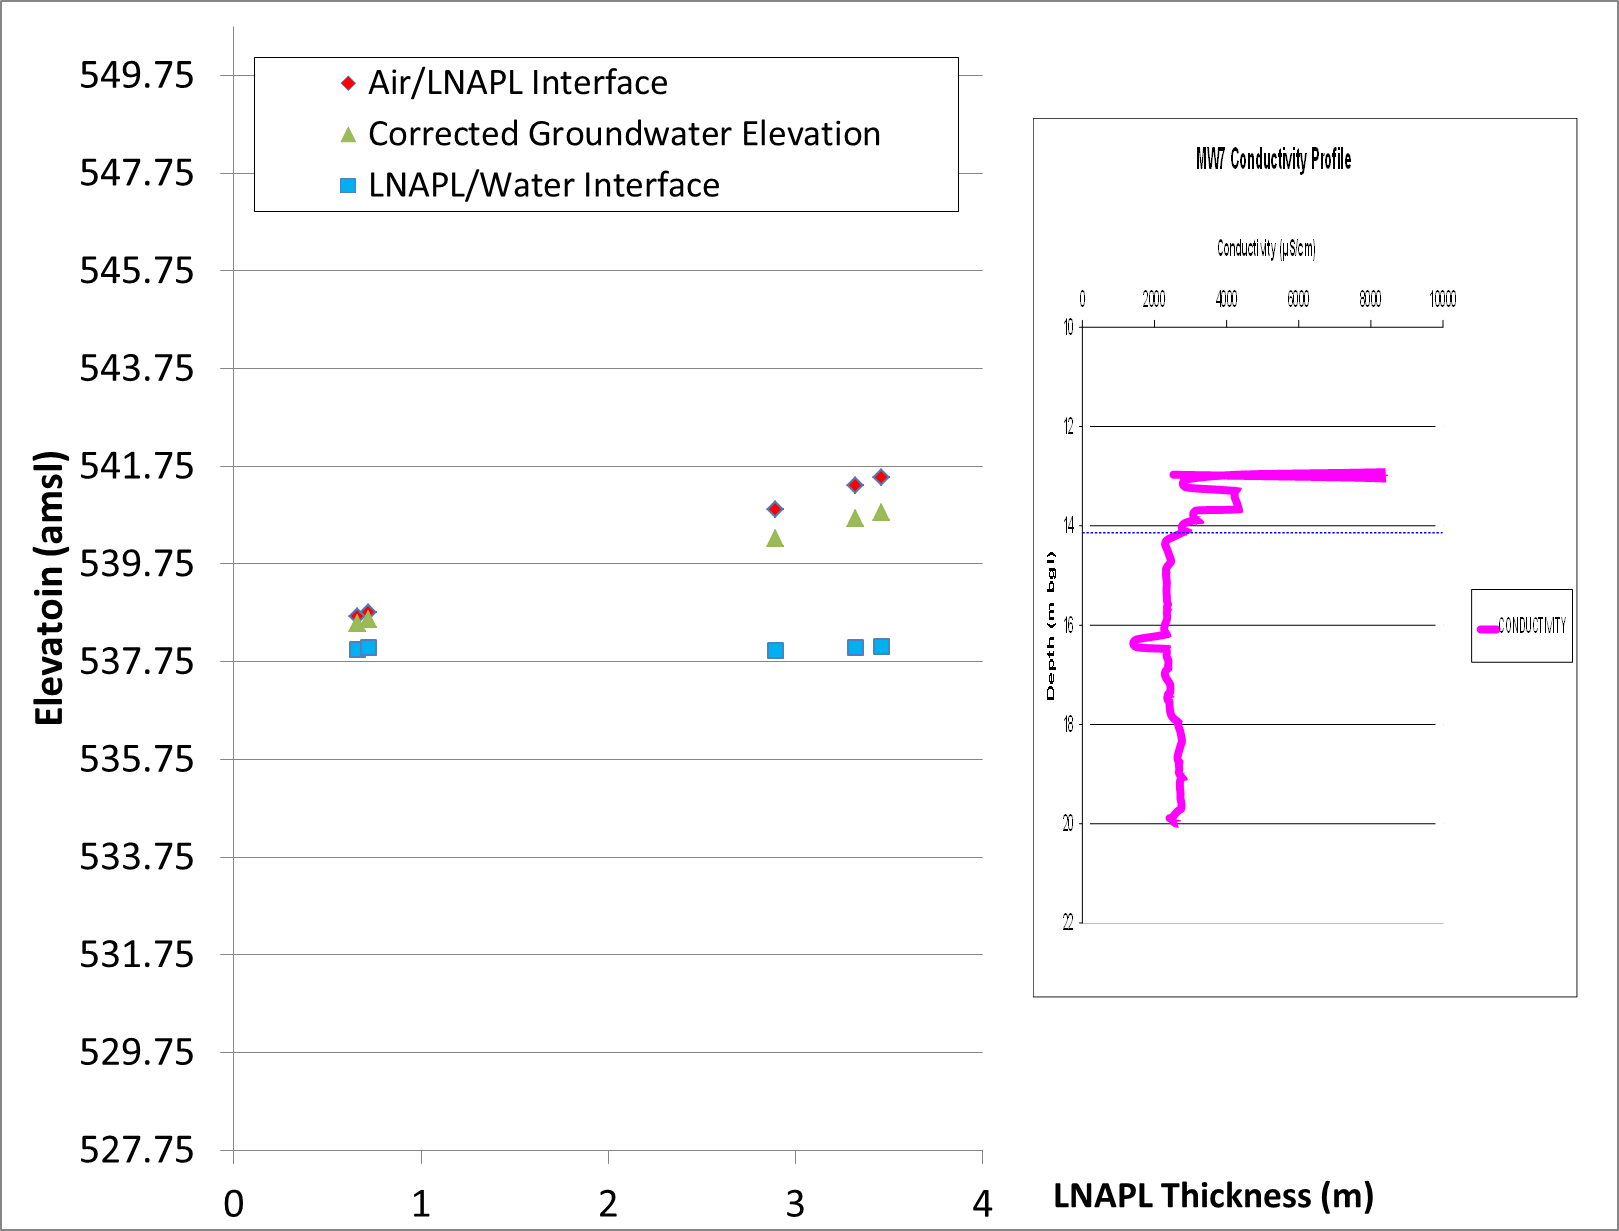 549.75
547.75
545.75
543.75
541.75
539.75
537.75
535.75
533.75
531.75
529.75
527.75
Elevatoin (amsl)
Air/LNAPL Interface
Corrected Groundwater Elevation
LNAPL/Water Interface
0 1 2 3 4
LNAPL Thickness (m)
MW7 Conductivity Profile
Conductivity (µS/cm)
0 2000 4000 6000 8000 10000
10
12
14
16
18
20
22
Depth (m bgl)
CONDUCTIVITY